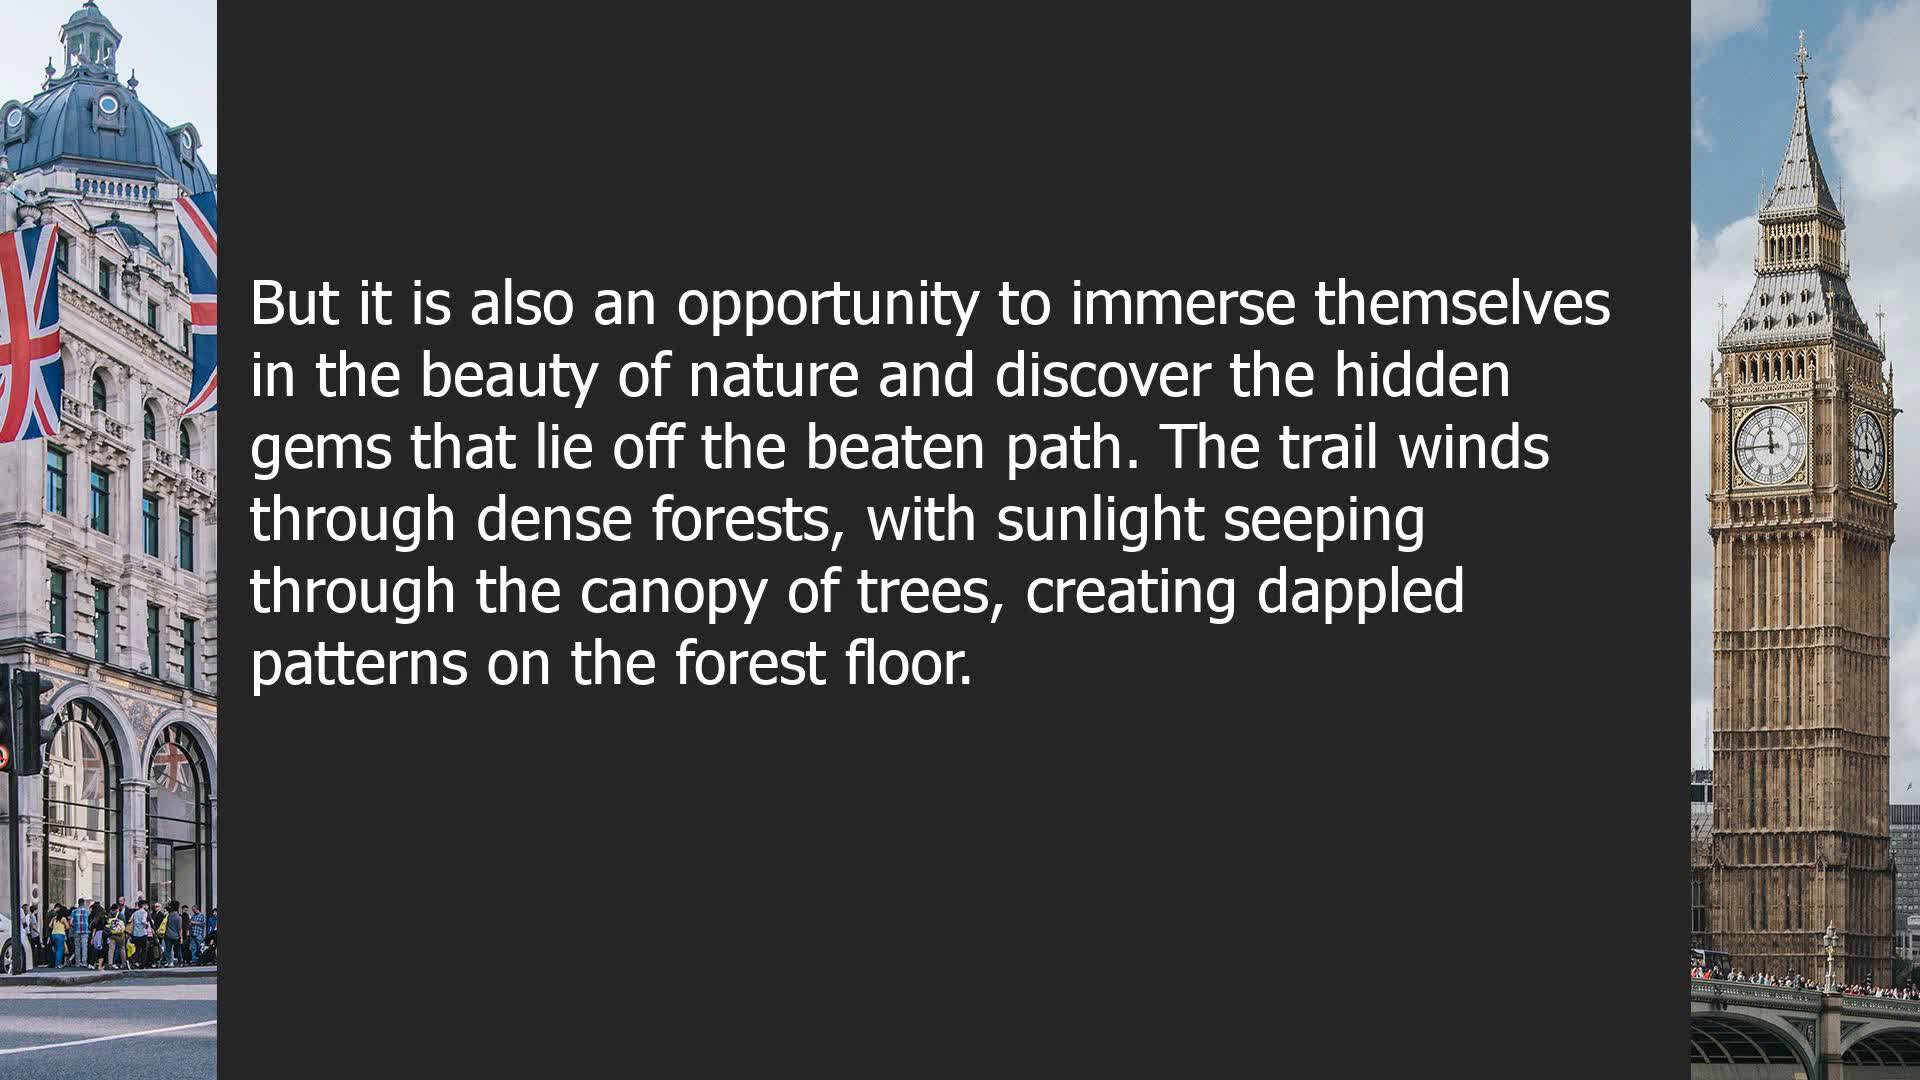 But it is also an opportunity to immerse themselves
in the beauty of nature and discover the hidden
gems that lie off the beaten path. The trail winds
through dense forests, with sunlight seeping
through the canopy of trees, creating dappled
patterns on the forest floor.